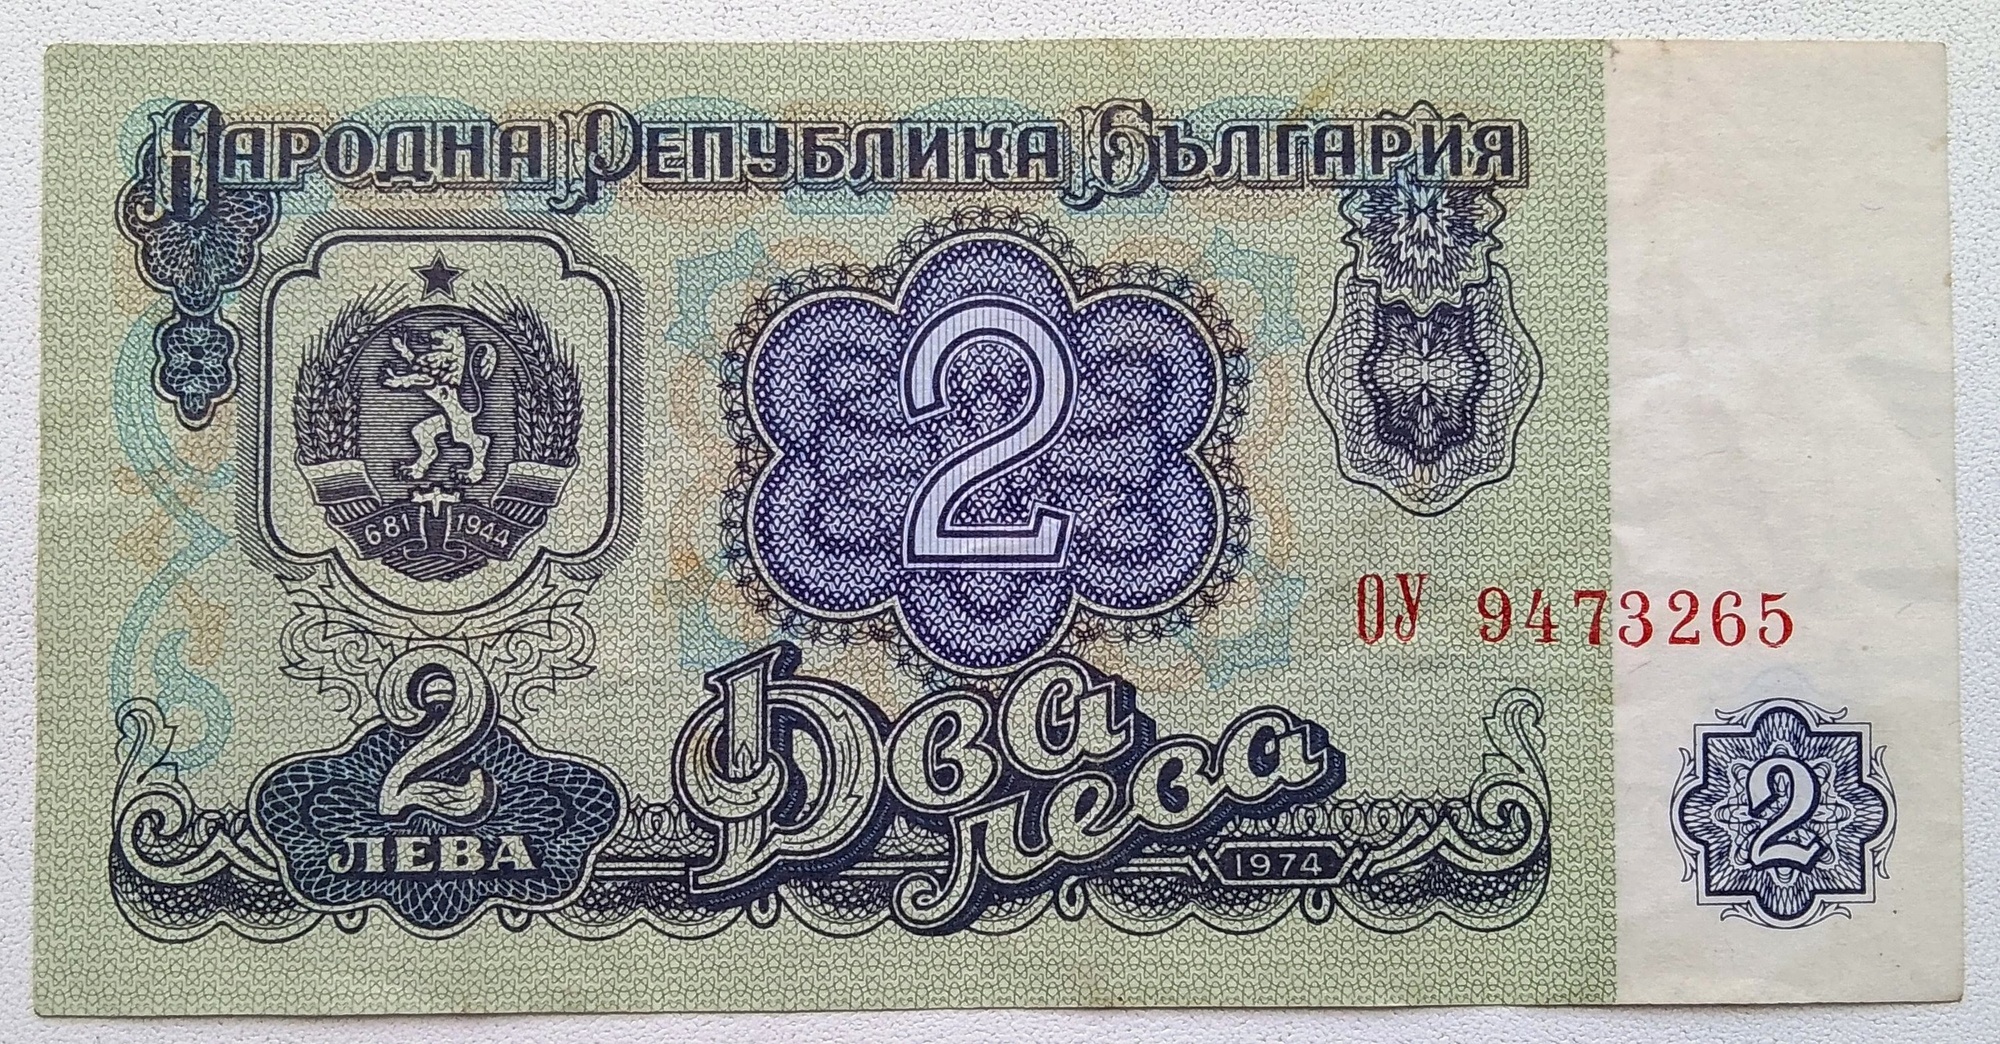 НАРОДНА РЕПУБЛИКА БЪЛГАРИЯ
681 1944
2
ОУ 9473265
2
ЛЕВА
Два
лева
1974
2